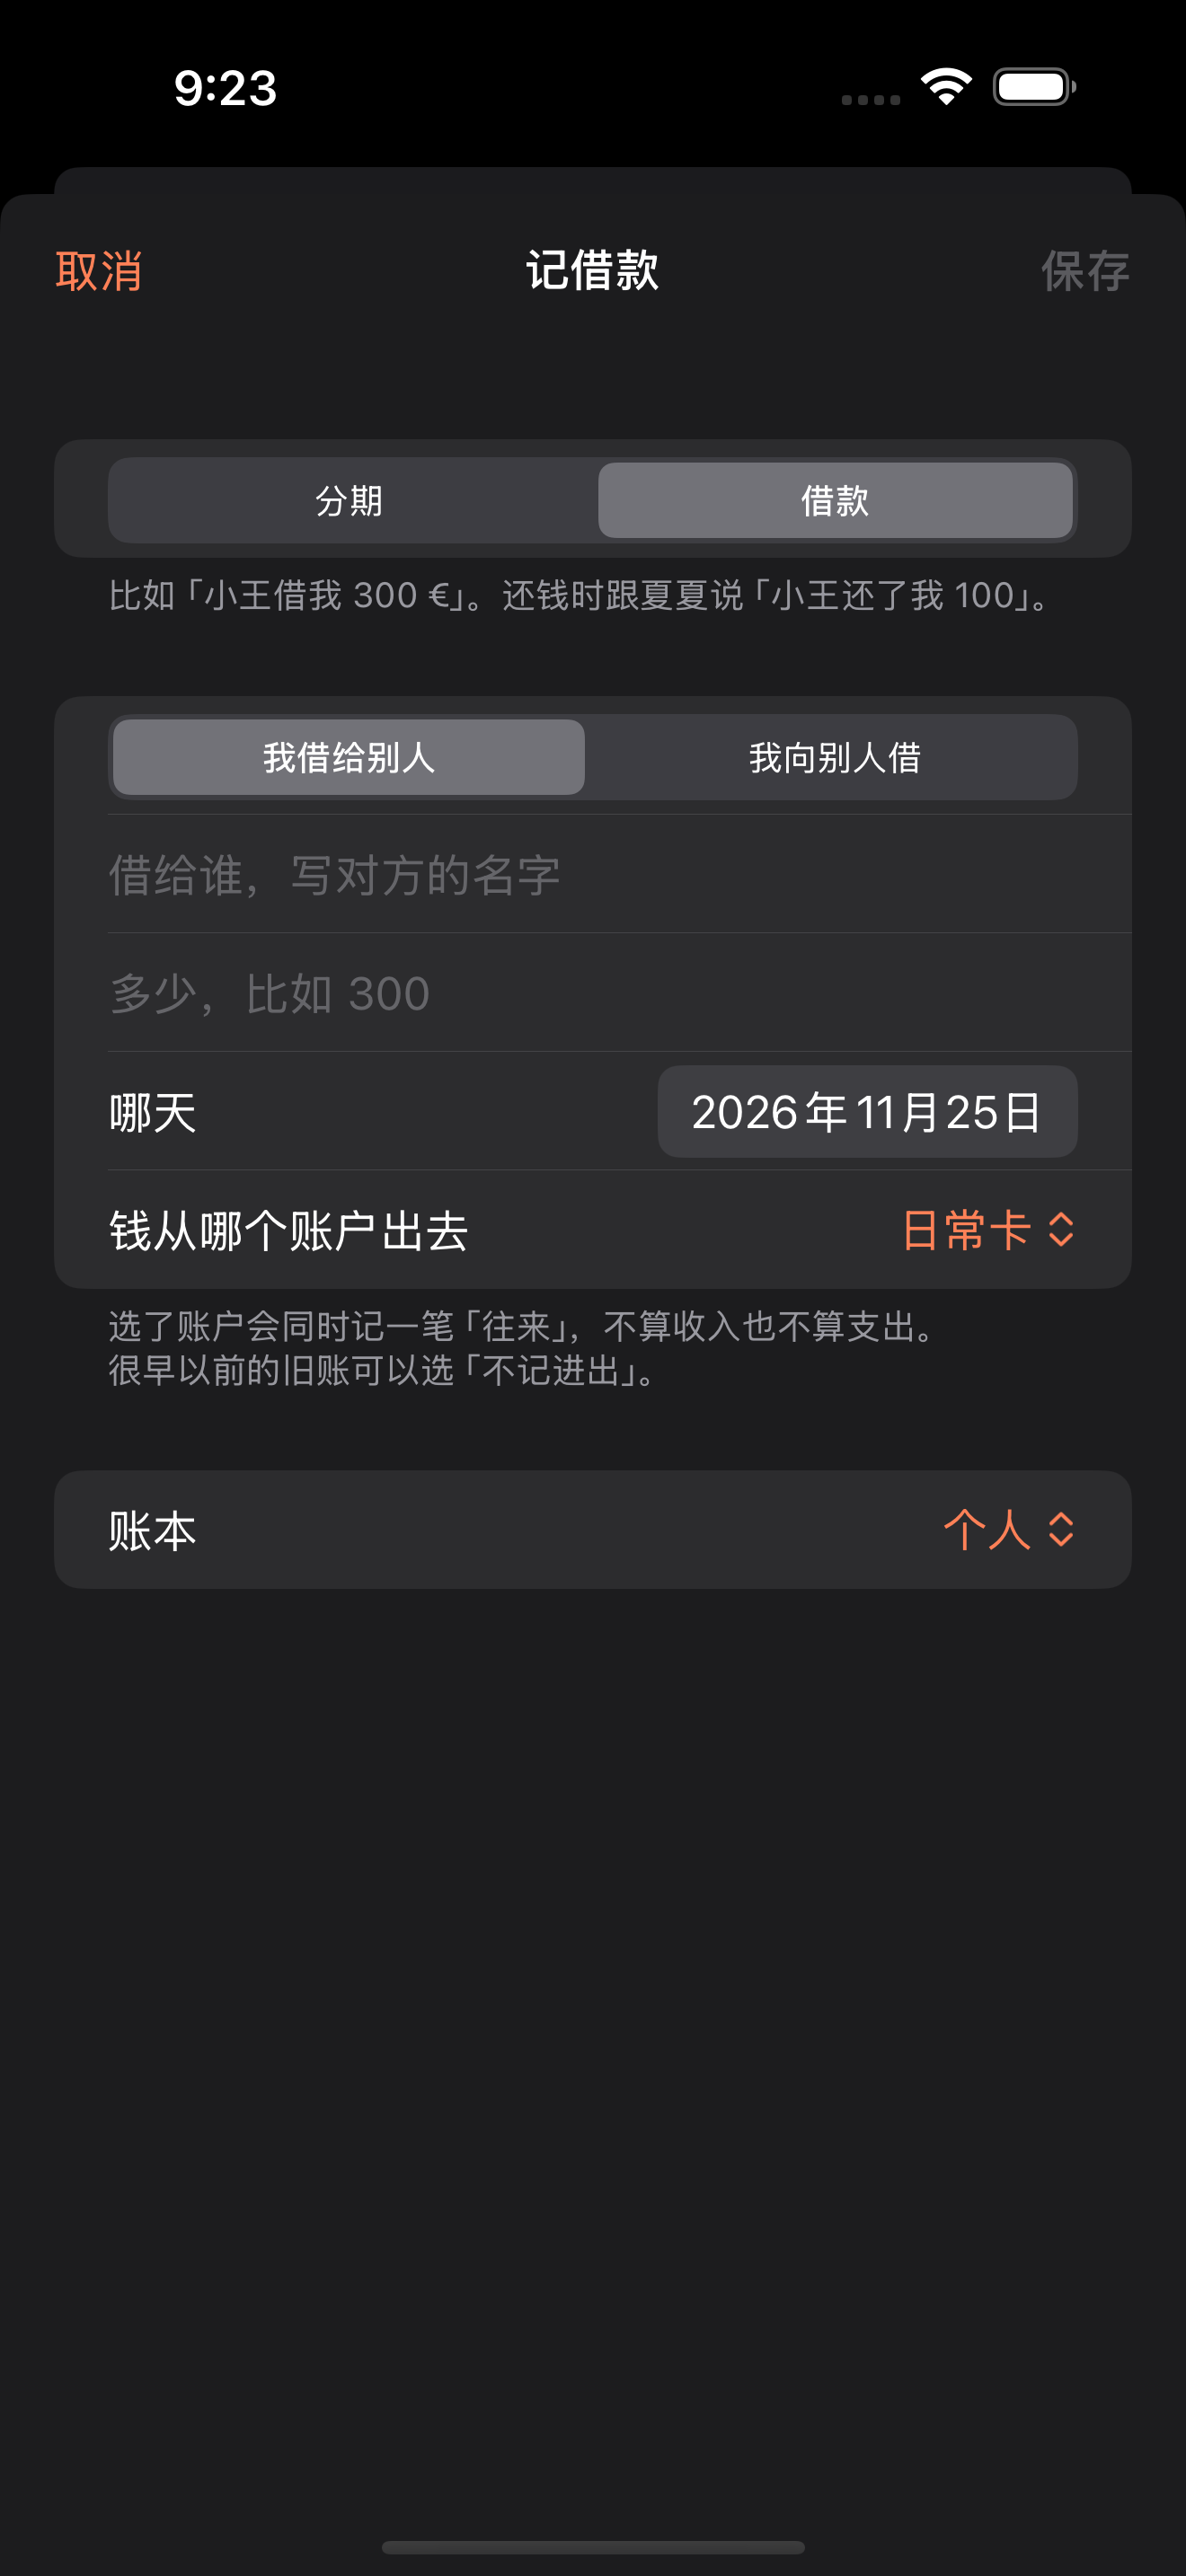 9:23
取消 记借款 保存
分期 借款
比如「小王借我 300 €」。还钱时跟夏夏说「小王还了我 100」。
我借给别人 我向别人借
借给谁，写对方的名字
多少，比如 300
哪天 2026年11月25日
钱从哪个账户出去 日常卡
选了账户会同时记一笔「往来」，不算收入也不算支出。
很早以前的旧账可以选「不记进出」。
账本 个人